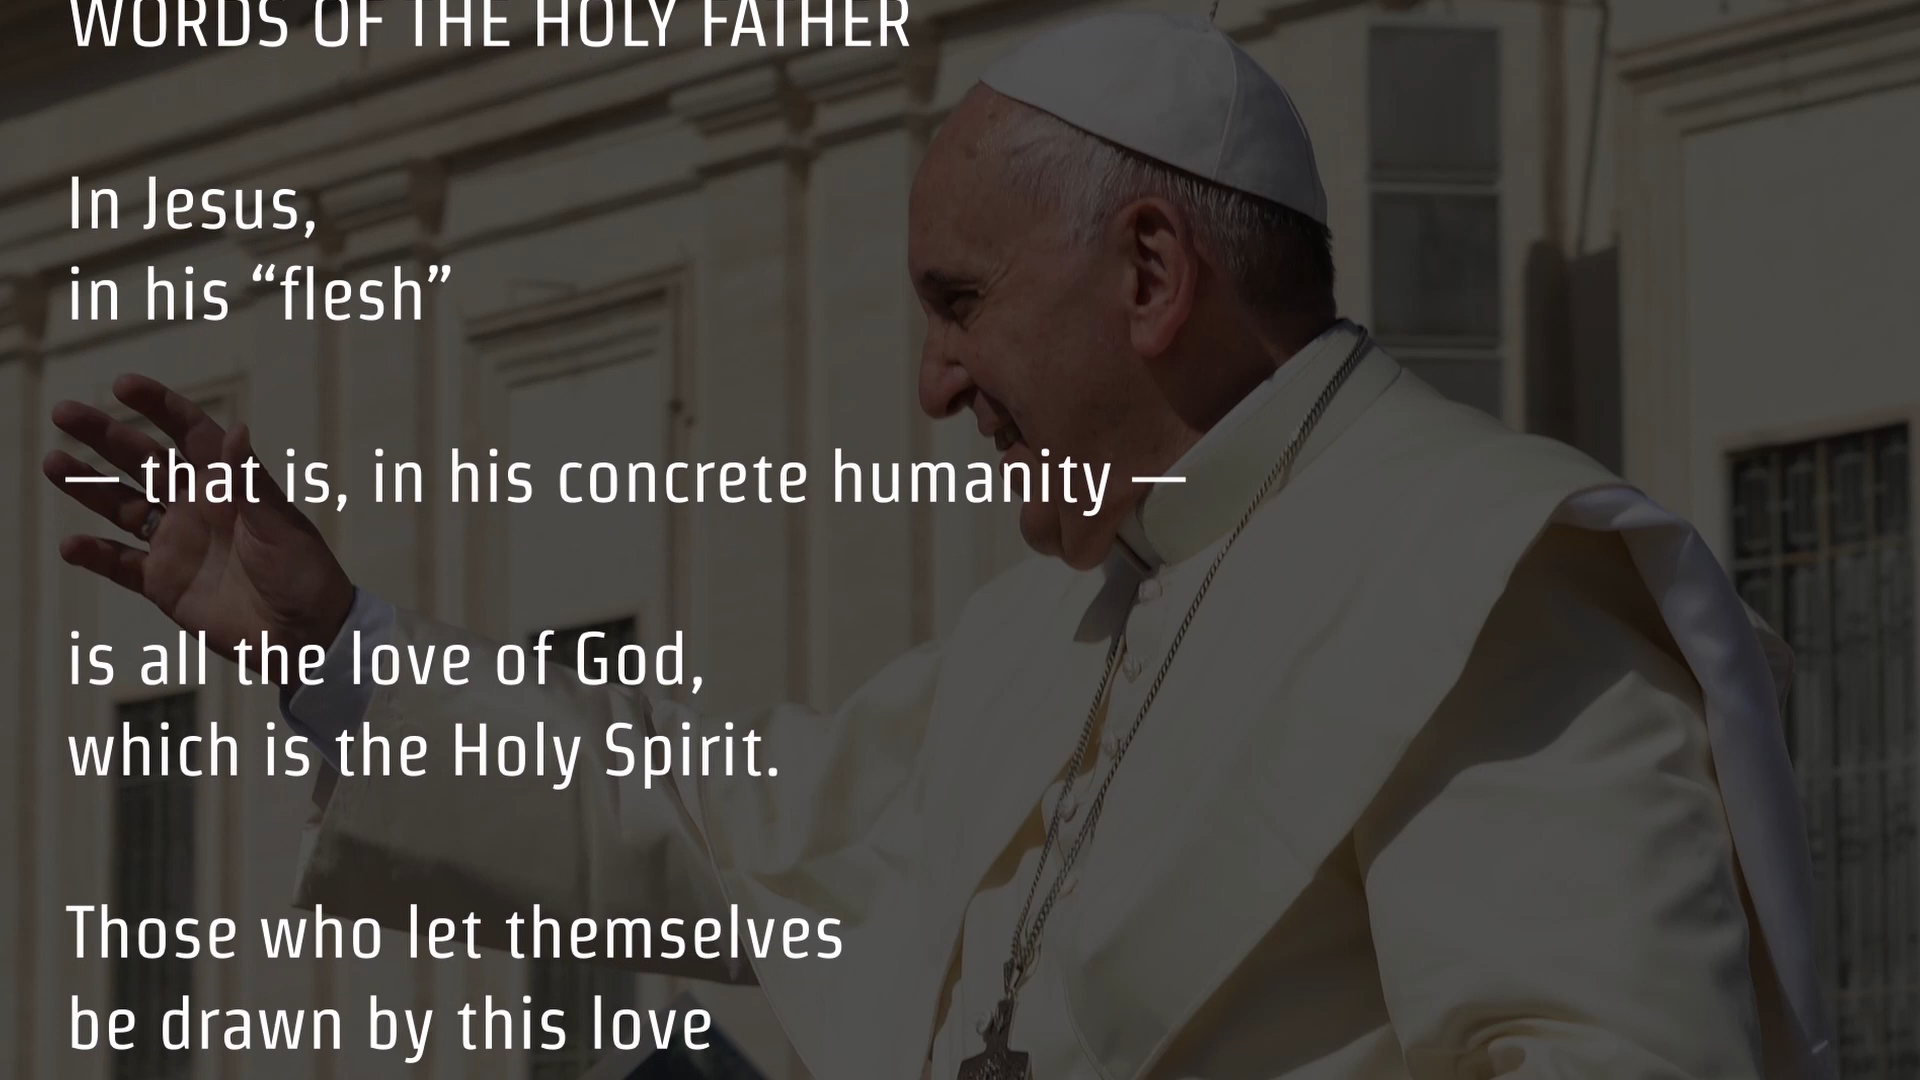 WORDS OF THE HOLY FATHER
In Jesus,
in his “flesh”
— that is, in his concrete humanity —
is all the love of God,
which is the Holy Spirit.
Those who let themselves
be drawn by this love